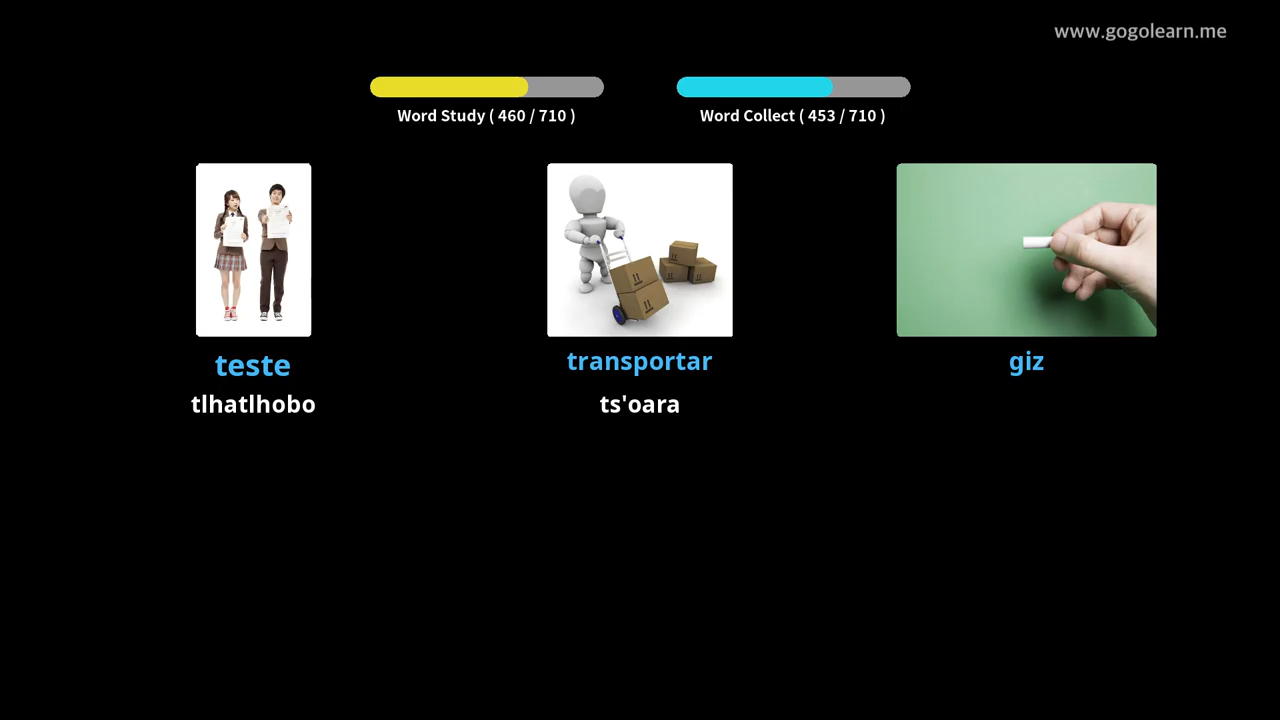 www.gogolearn.me
Word Study ( 460 / 710 )
Word Collect ( 453 / 710 )
teste
transportar
giz
tlhatlhobo
ts'oara